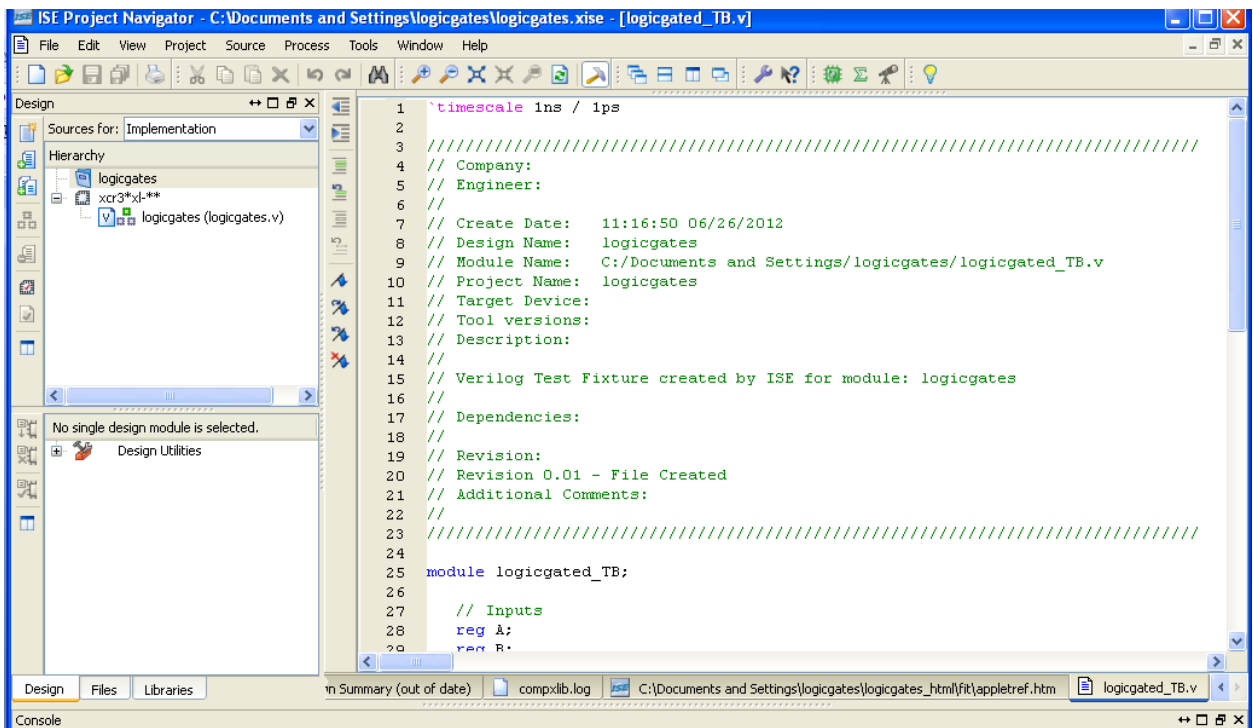 ISE Project Navigator - C:\Documents and Settings\logicgates\logicgates.xise - [logicgated_TB.v]
File Edit View Project Source Process Tools Window Help
Design
Sources for: Implementation
Hierarchy
logicgates
xcr3*xl-**
logicgates (logicgates.v)
No single design module is selected.
Design Utilities
1 `timescale 1ns / 1ps
2
3 ////////////////////////////////////////////////////////////////////////////////
4 // Company:
5 // Engineer:
6 //
7 // Create Date: 11:16:50 06/26/2012
8 // Design Name: logicgates
9 // Module Name: C:/Documents and Settings/logicgates/logicgated_TB.v
10 // Project Name: logicgates
11 // Target Device:
12 // Tool versions:
13 // Description:
14 //
15 // Verilog Test Fixture created by ISE for module: logicgates
16 //
17 // Dependencies:
18 //
19 // Revision:
20 // Revision 0.01 - File Created
21 // Additional Comments:
22 //
23 ////////////////////////////////////////////////////////////////////////////////
24
25 module logicgated_TB;
26
27 // Inputs
28 reg A;
29 reg B;
Design Files Libraries
n Summary (out of date) compxlib.log C:\Documents and Settings\logicgates\logicgates_html\fit\appletref.htm logicgated_TB.v
Console